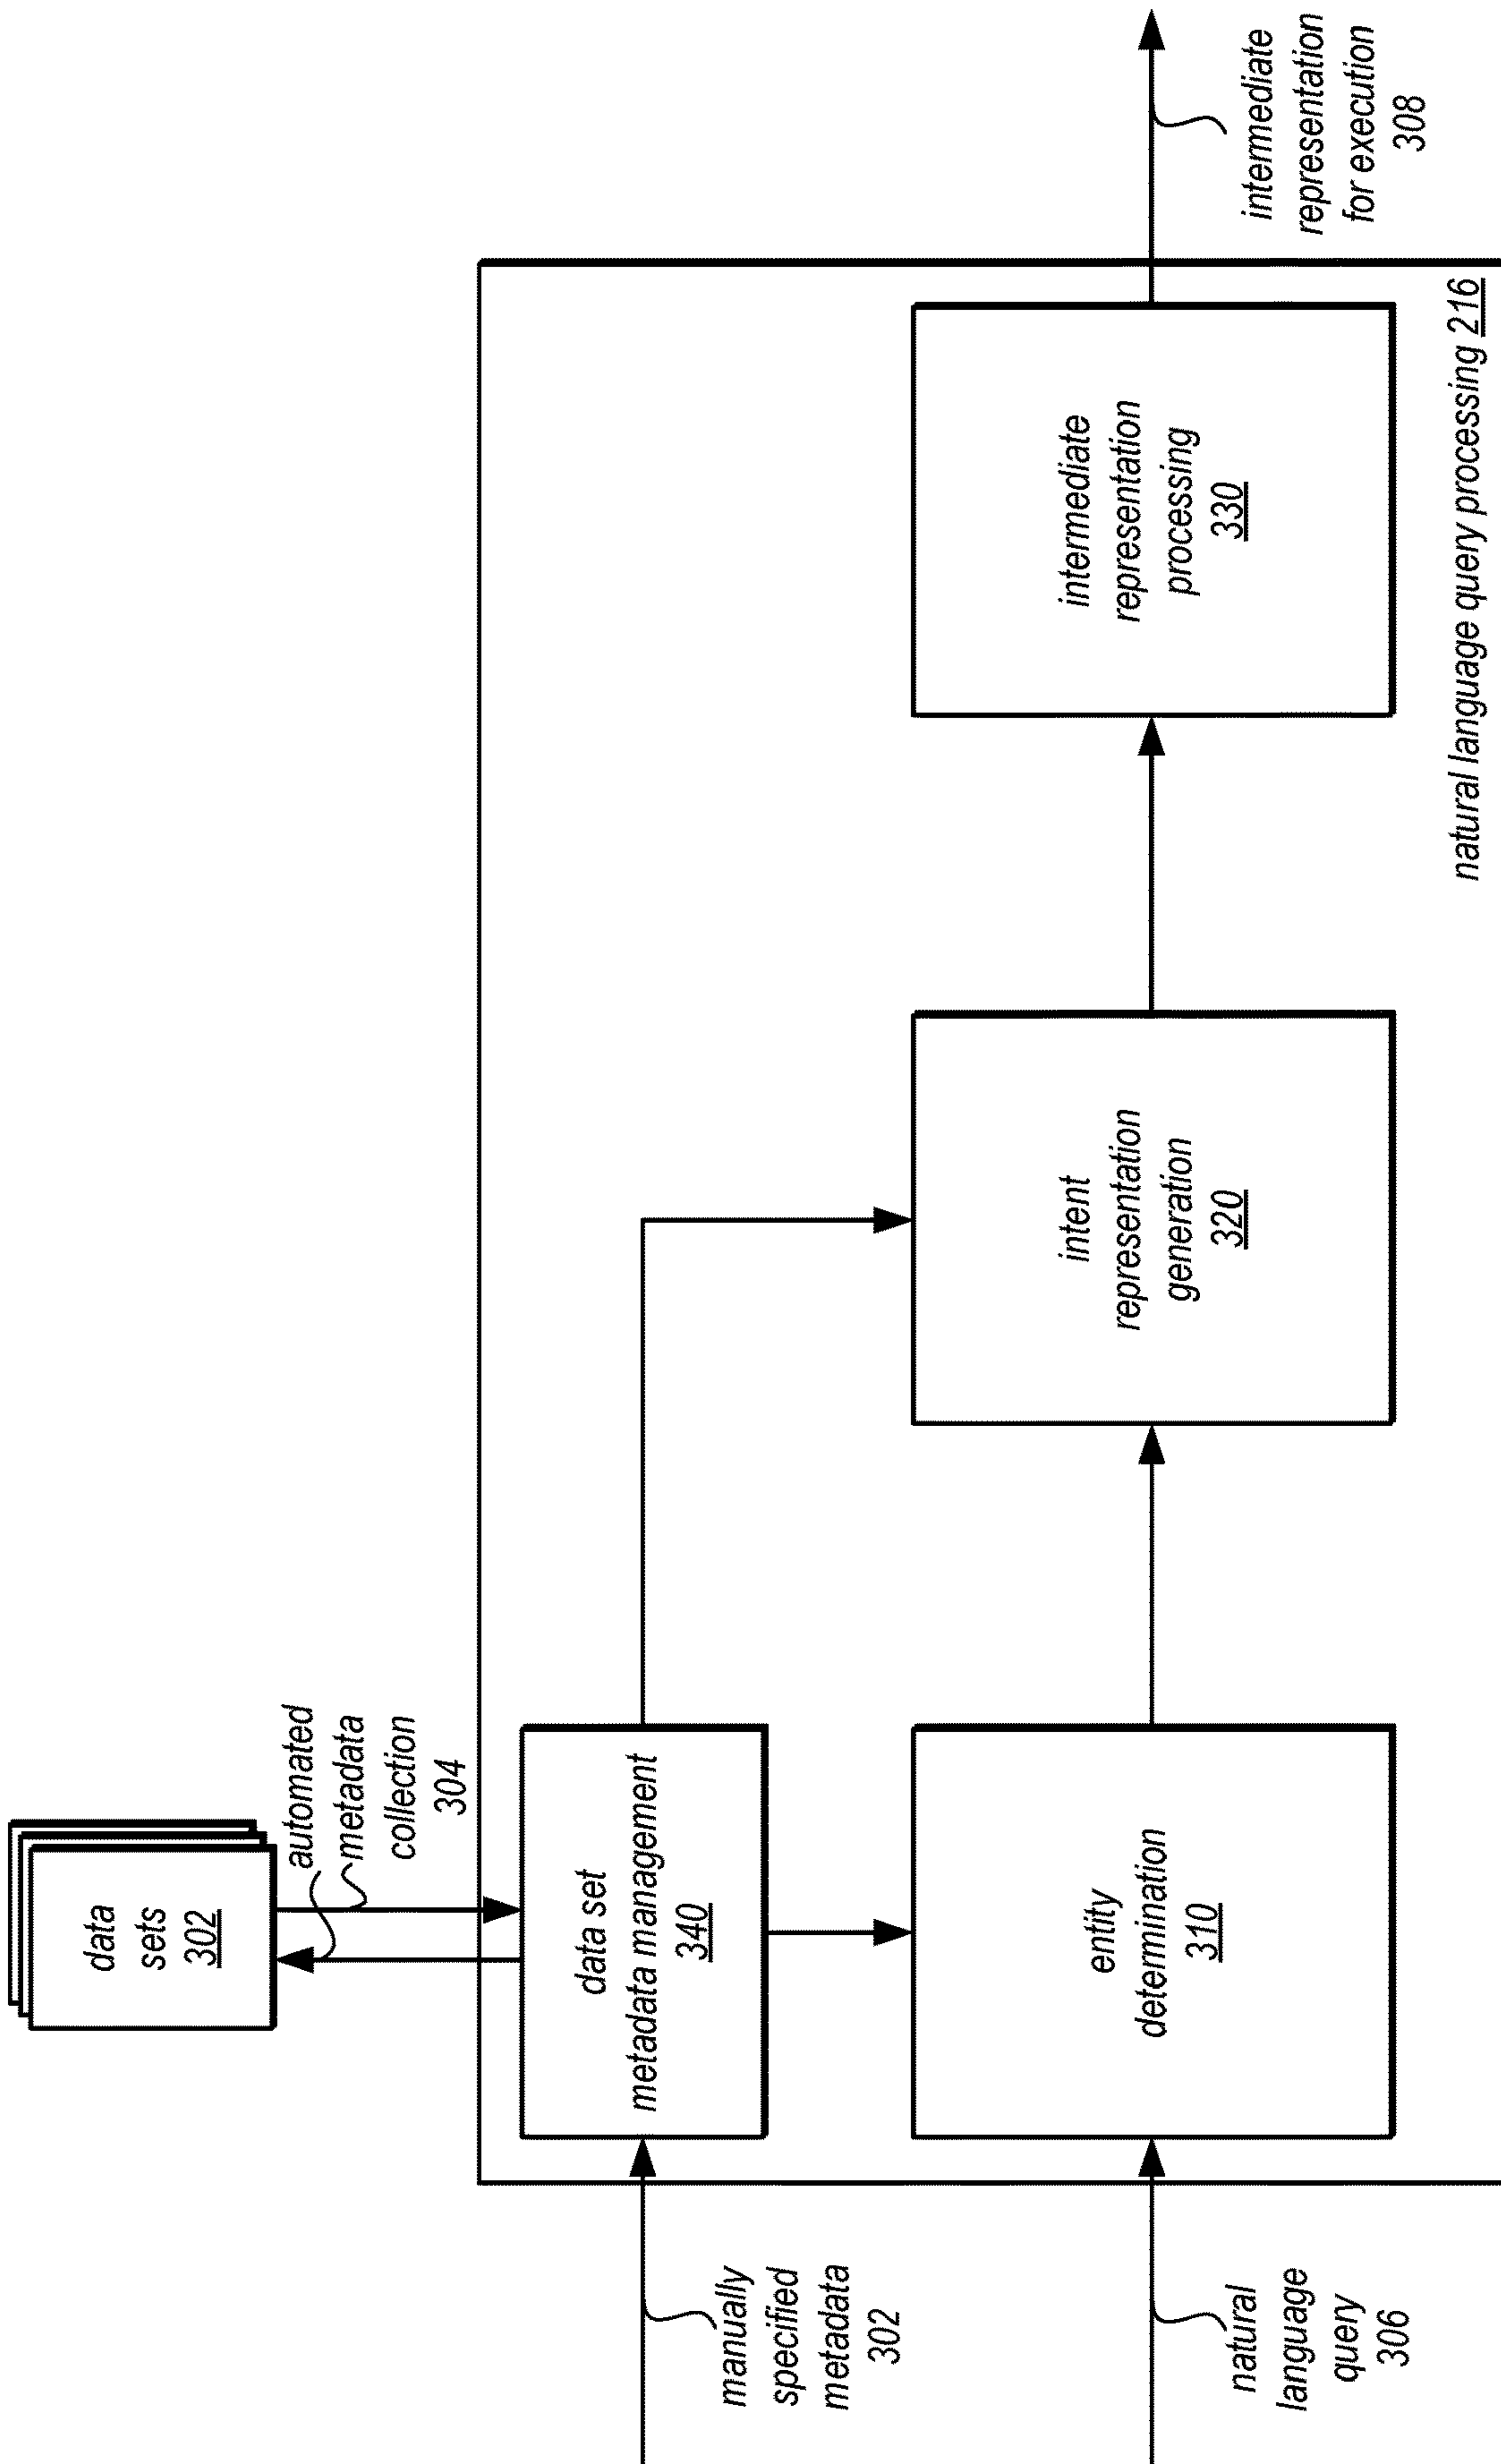 data
sets
302
automated
metadata
collection
304
manually
specified
metadata
302
data set
metadata management
340
natural
language
query
306
entity
determination
310
intent
representation
generation
320
intermediate
representation
processing
330
intermediate
representation
for execution
308
natural language query processing 216